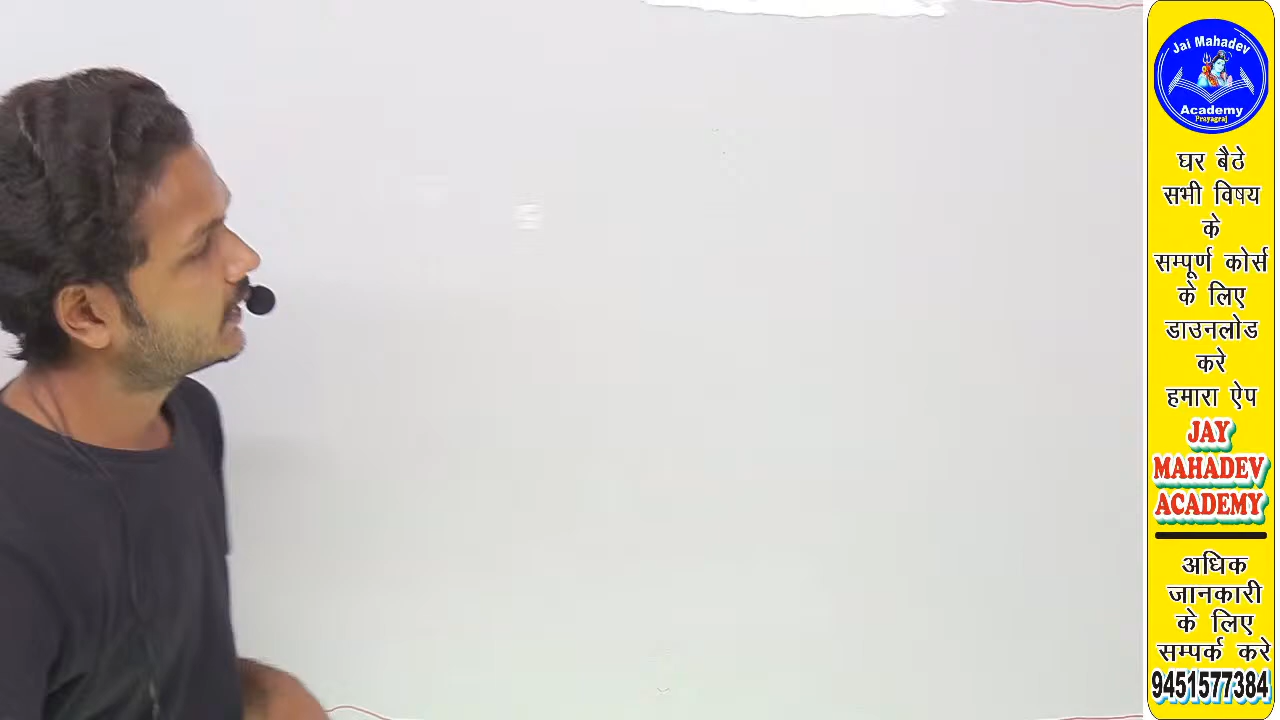 Jai Mahadev
Academy
Prayagraj
घर बैठे
सभी विषय
के
सम्पूर्ण कोर्स
के लिए
डाउनलोड
करे
हमारा ऐप
JAY
MAHADEV
ACADEMY
अधिक
जानकारी
के लिए
सम्पर्क करे
9451577384